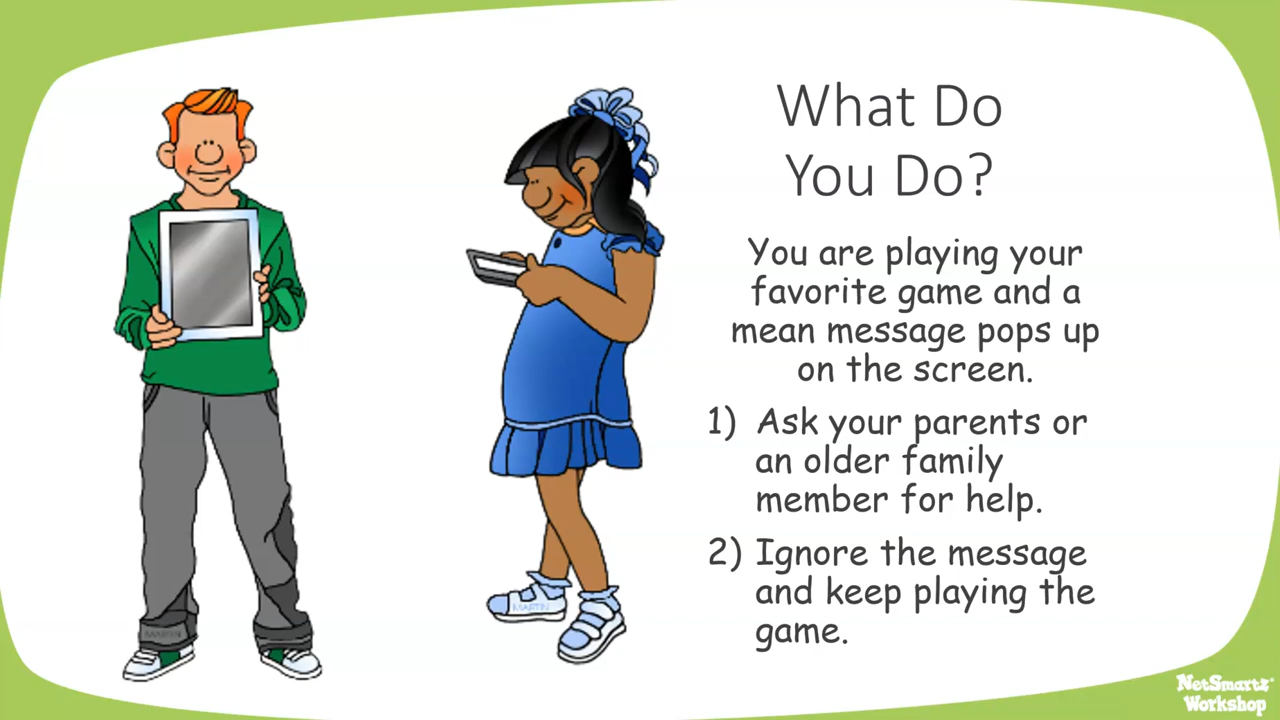 What Do
You Do?
You are playing your
favorite game and a
mean message pops up
on the screen.
1) Ask your parents or
an older family
member for help.
2) Ignore the message
and keep playing the
game.
MARTIN
MARTIN
NetSmartz®
Workshop